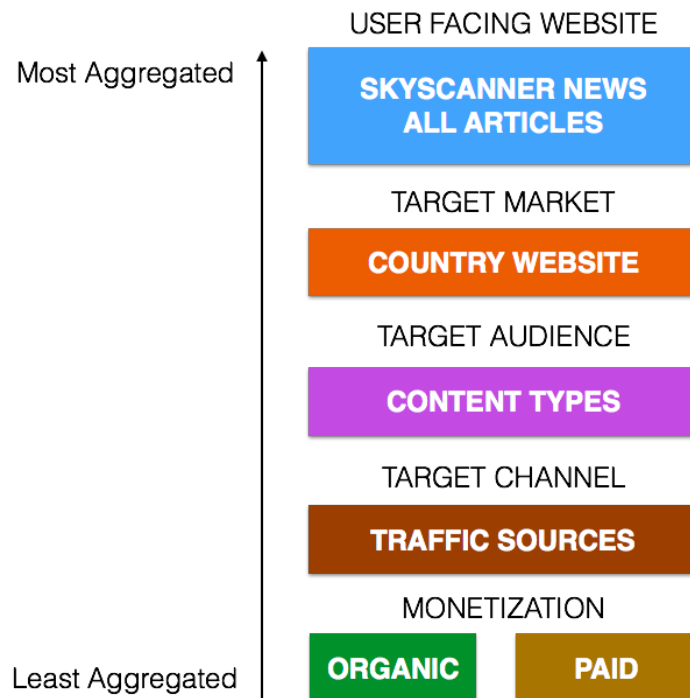 USER FACING WEBSITE
Most Aggregated
SKYSCANNER NEWS
ALL ARTICLES
TARGET MARKET
COUNTRY WEBSITE
TARGET AUDIENCE
CONTENT TYPES
TARGET CHANNEL
TRAFFIC SOURCES
MONETIZATION
Least Aggregated
ORGANIC
PAID